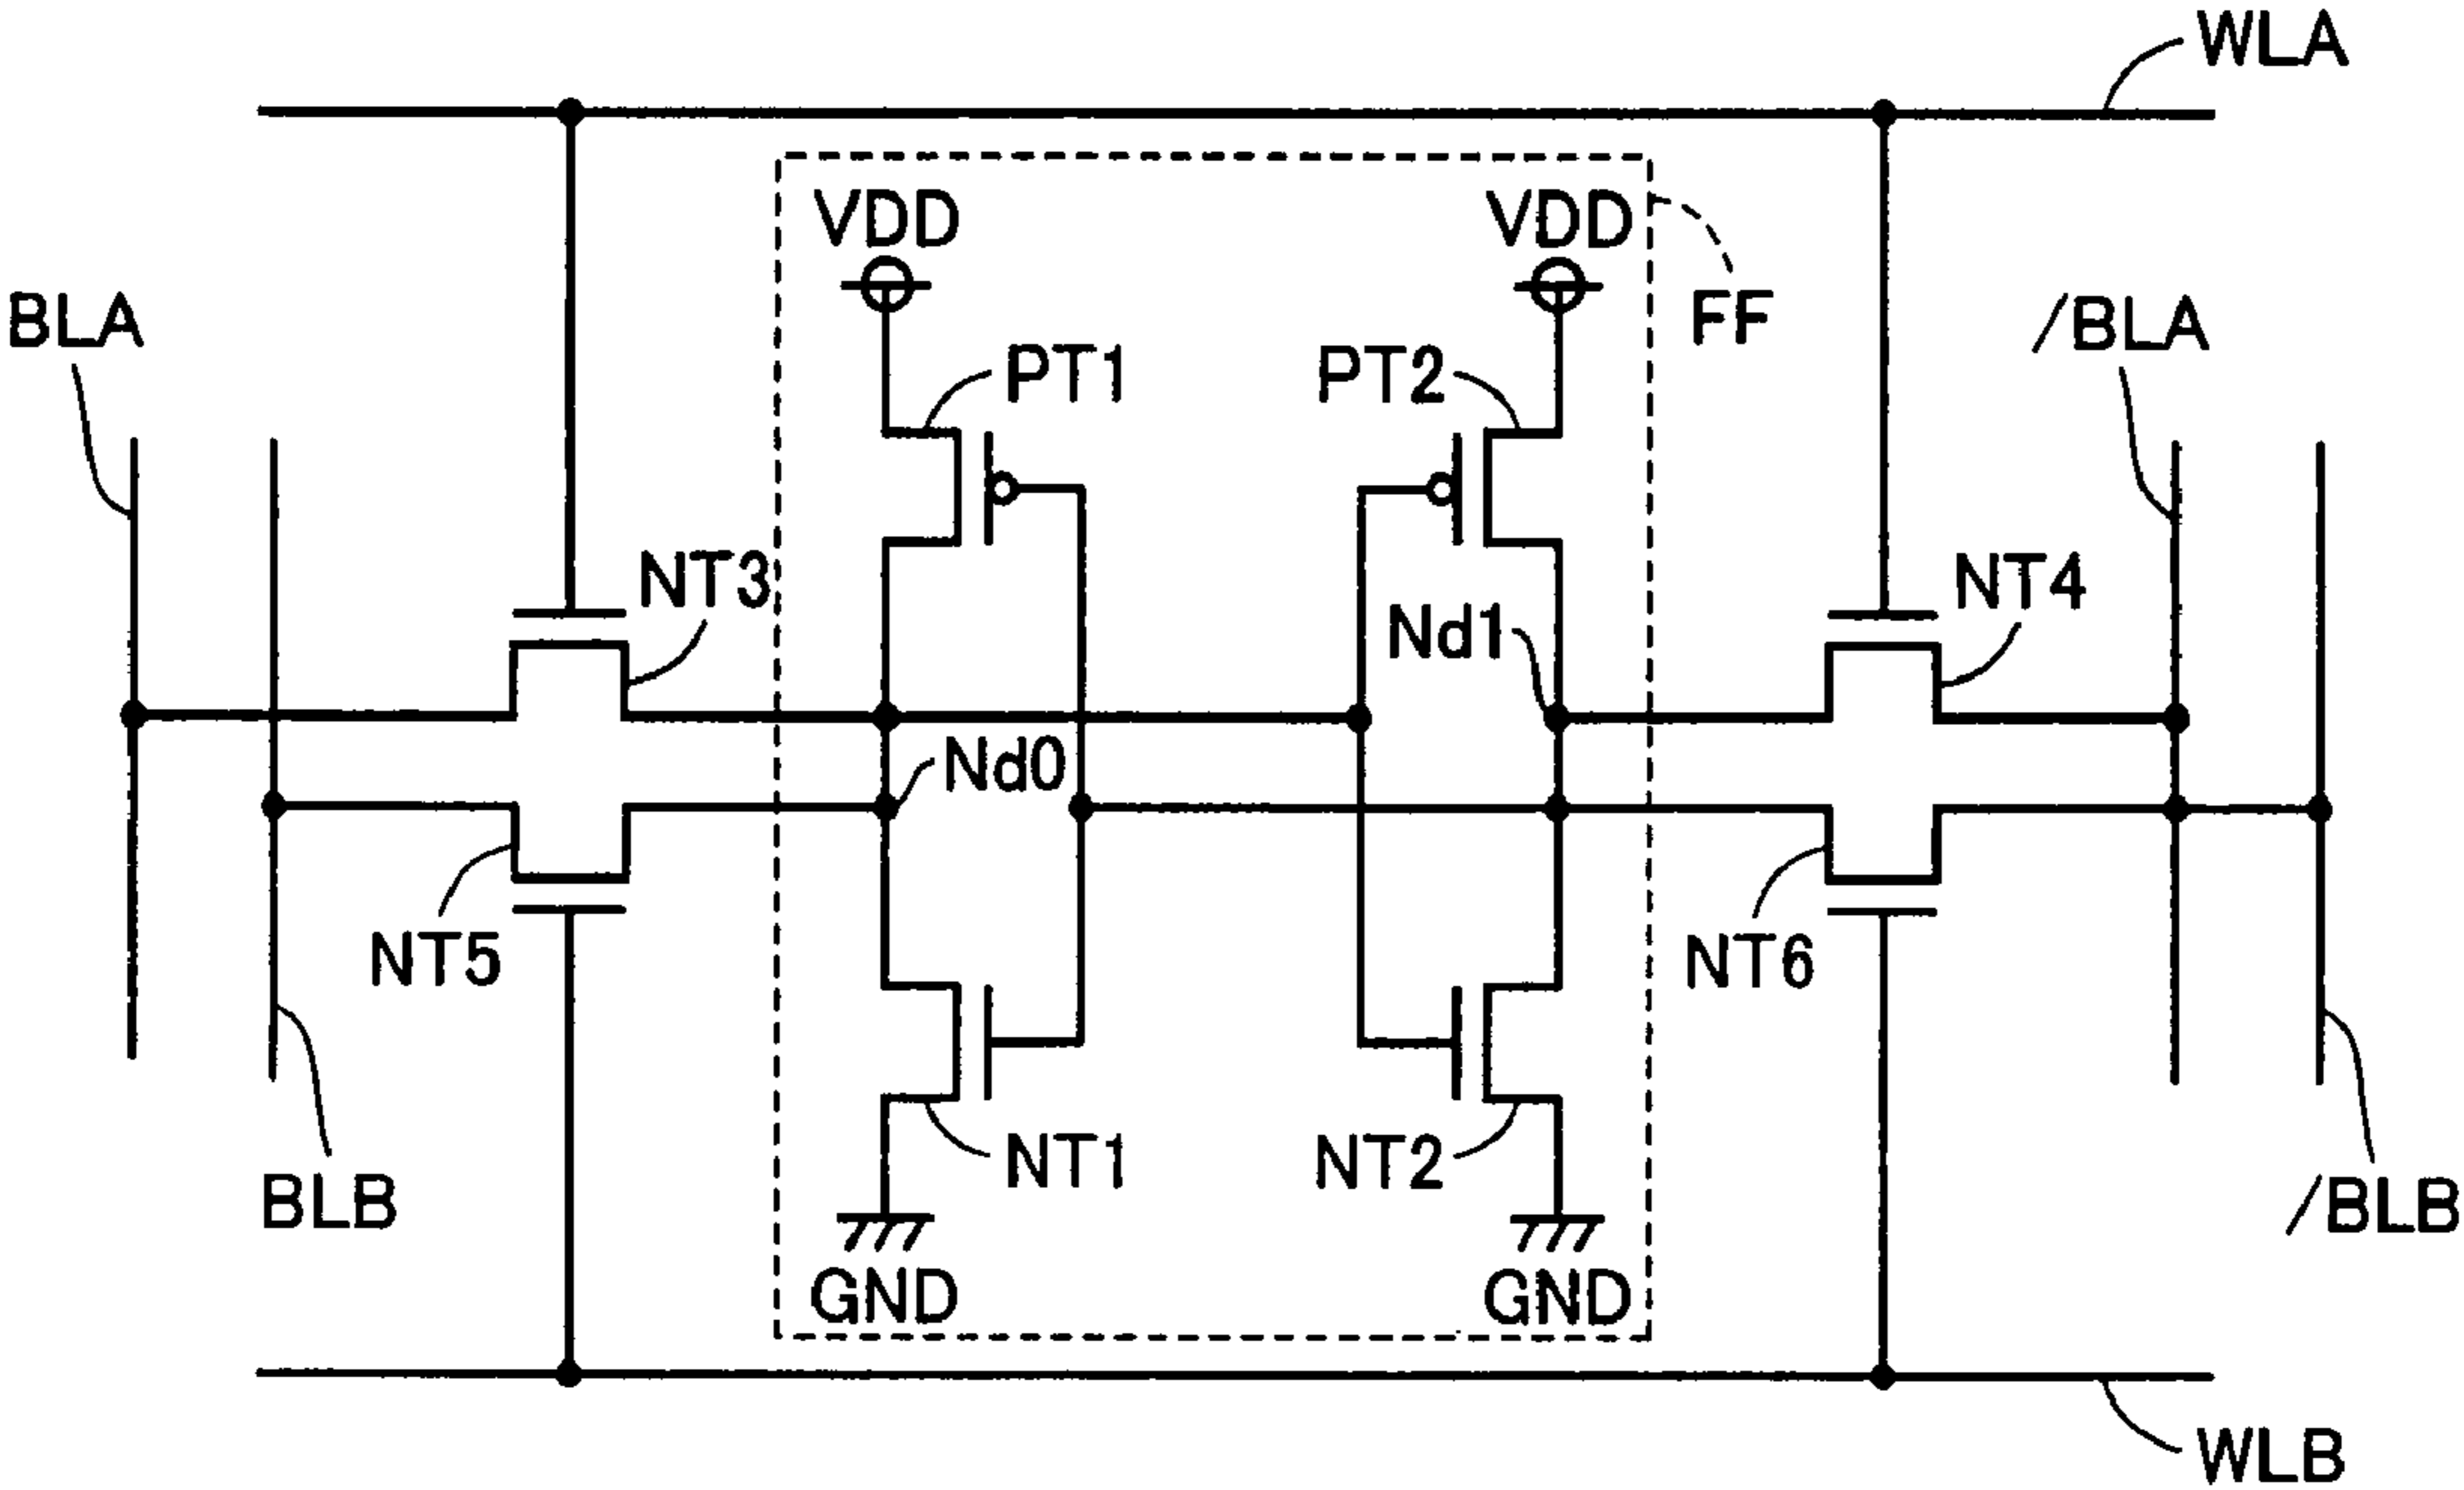 WLA
VDD
VDD
BLA
FF
/BLA
PT1
PT2
NT3
NT4
Nd1
Nd0
NT5
NT6
NT1
NT2
BLB
/BLB
GND
GND
WLB